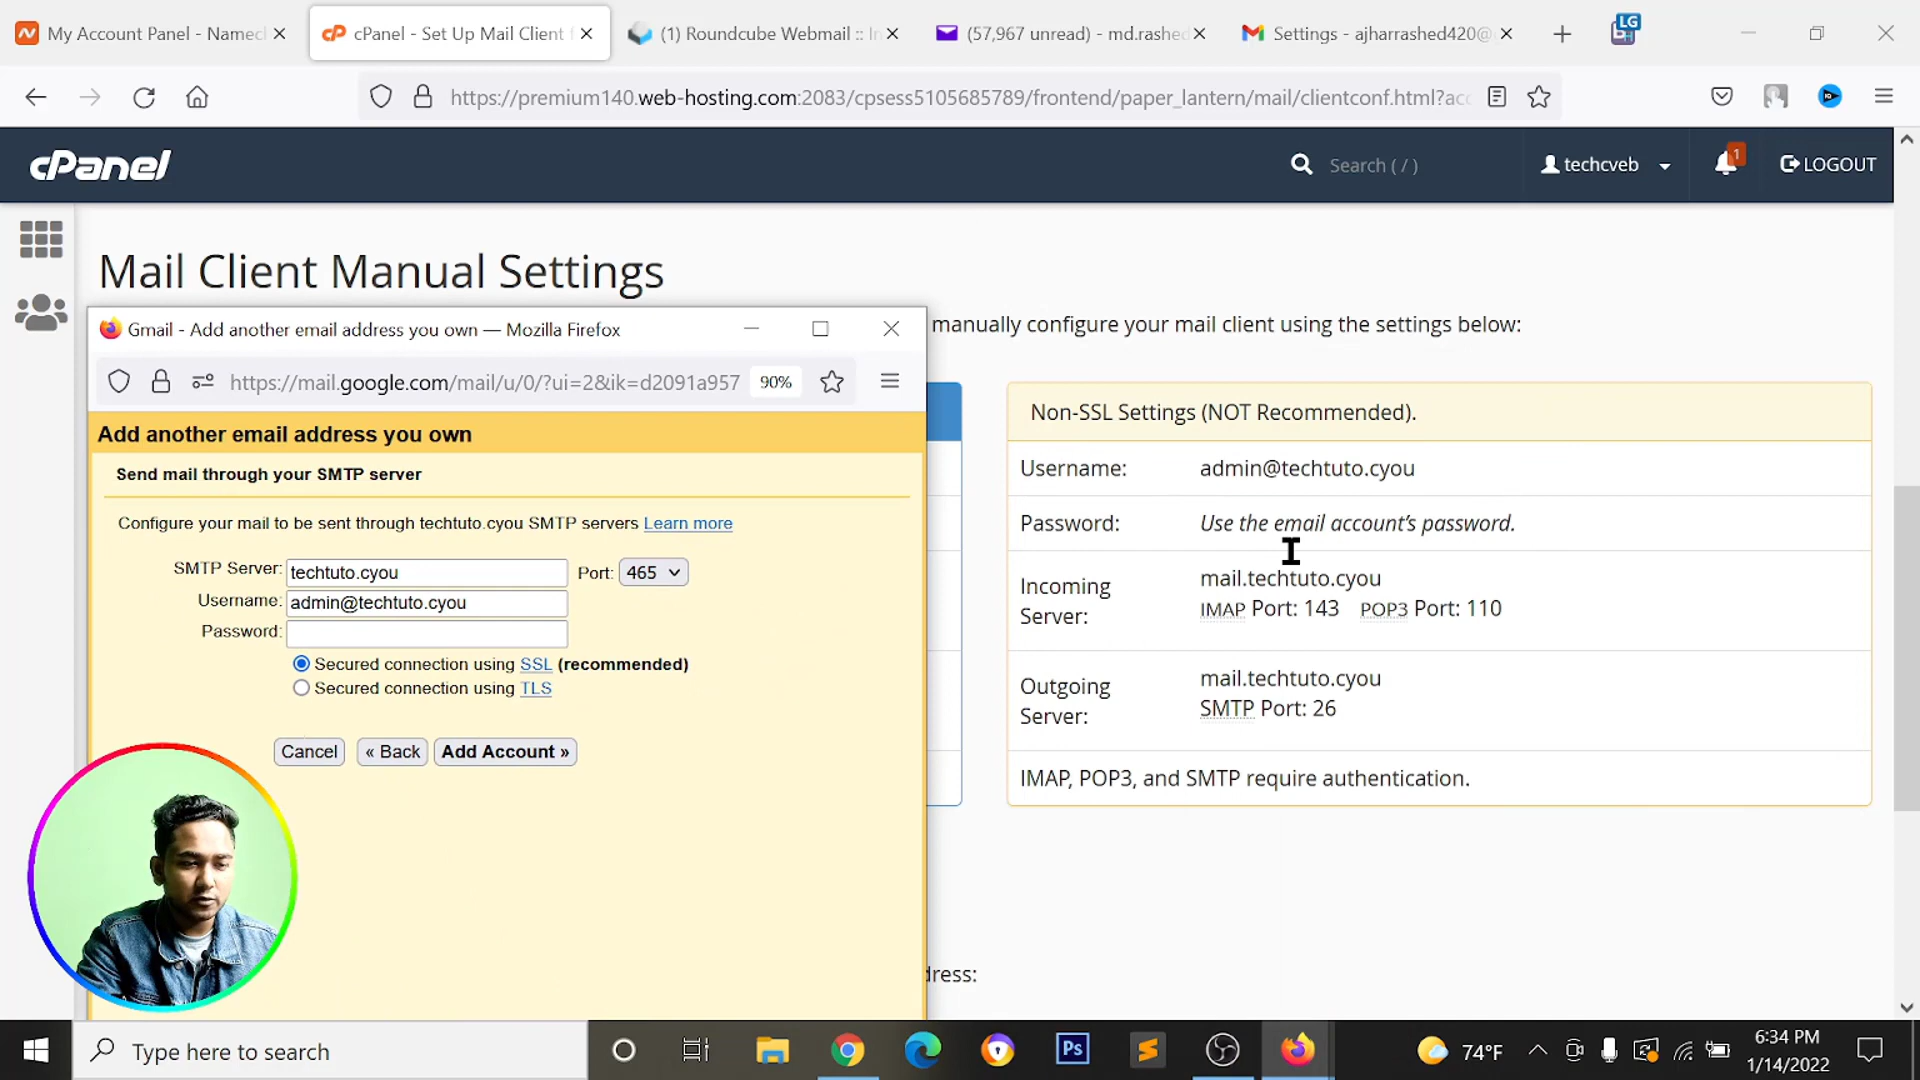 My Account Panel - Namech
cPanel - Set Up Mail Client f
(1) Roundcube Webmail :: In
(57,967 unread) - md.rashed
Settings - ajharrashed420@
LG
https://premium140.web-hosting.com:2083/cpsess5105685789/frontend/paper_lantern/mail/clientconf.html?acc
cPanel
Search ( / )
techcveb
1
LOGOUT
Mail Client Manual Settings
manually configure your mail client using the settings below:
Gmail - Add another email address you own — Mozilla Firefox
https://mail.google.com/mail/u/0/?ui=2&ik=d2091a957
90%
Add another email address you own
Send mail through your SMTP server
Configure your mail to be sent through techtuto.cyou SMTP servers Learn more
SMTP Server: techtuto.cyou Port: 465
Username: admin@techtuto.cyou
Password:
Secured connection using SSL (recommended)
Secured connection using TLS
Cancel « Back Add Account »
Non-SSL Settings (NOT Recommended).
Username: admin@techtuto.cyou
Password: Use the email account's password.
Incoming Server:
mail.techtuto.cyou
IMAP Port: 143 POP3 Port: 110
Outgoing Server:
mail.techtuto.cyou
SMTP Port: 26
IMAP, POP3, and SMTP require authentication.
dress:
Type here to search
Ps
74°F
6:34 PM
1/14/2022